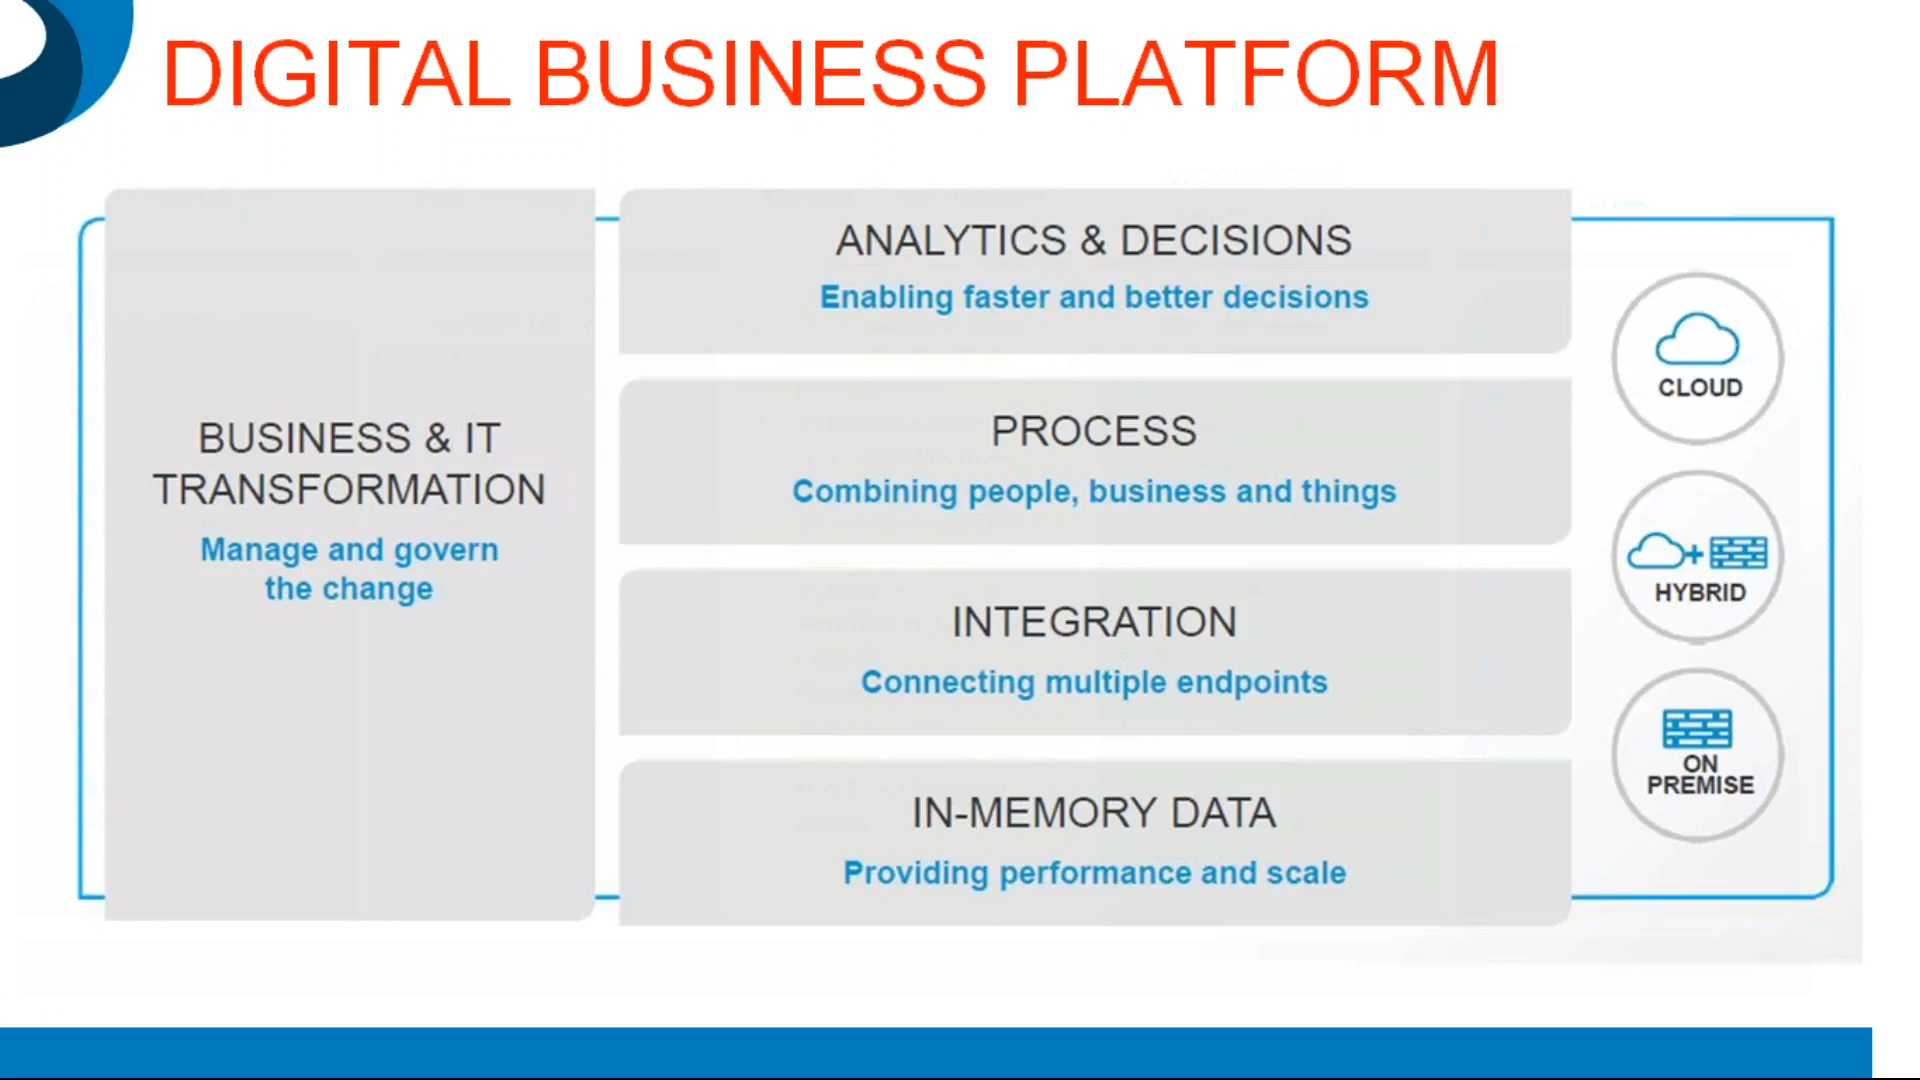 DIGITAL BUSINESS PLATFORM
BUSINESS & IT
TRANSFORMATION
Manage and govern
the change
ANALYTICS & DECISIONS
Enabling faster and better decisions
PROCESS
Combining people, business and things
INTEGRATION
Connecting multiple endpoints
IN-MEMORY DATA
Providing performance and scale
CLOUD
HYBRID
ON
PREMISE